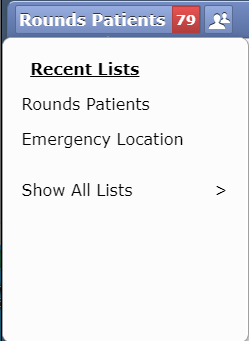 Rounds Patients 79
Recent Lists
Rounds Patients
Emergency Location
Show All Lists >